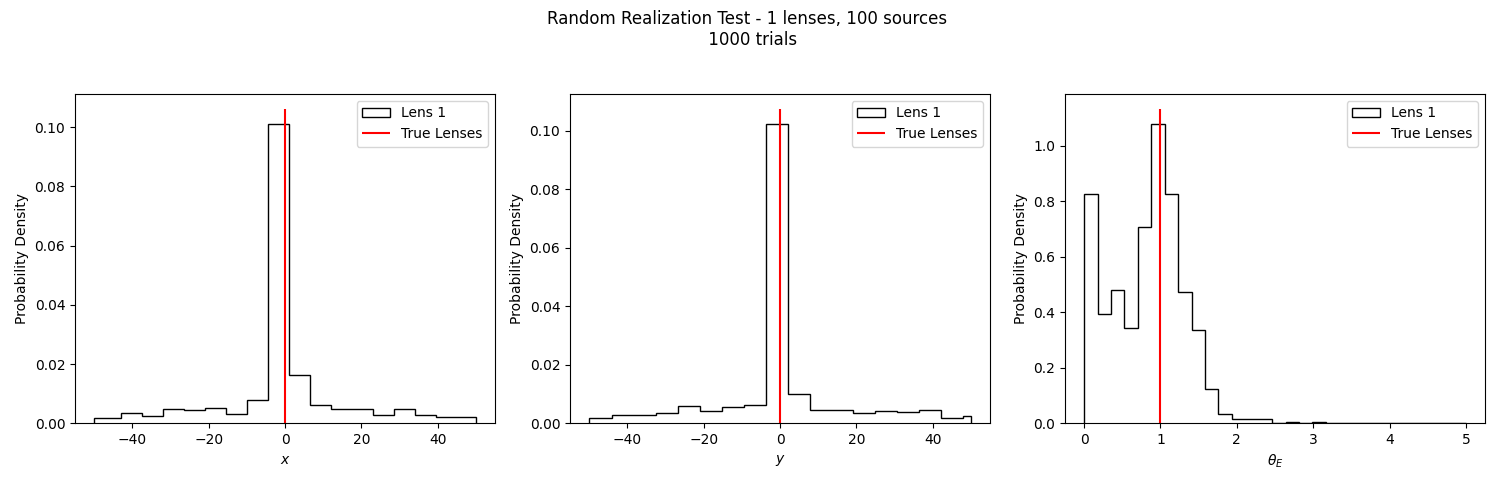 Random Realization Test - 1 lenses, 100 sources
1000 trials
Probability Density
0.10
0.08
0.06
0.04
0.02
0.00
−40
−20
0
20
40
x
Lens 1
True Lenses
Probability Density
0.10
0.08
0.06
0.04
0.02
0.00
−40
−20
0
20
40
y
Lens 1
True Lenses
Probability Density
1.0
0.8
0.6
0.4
0.2
0.0
0
1
2
3
4
5
θ_E
Lens 1
True Lenses